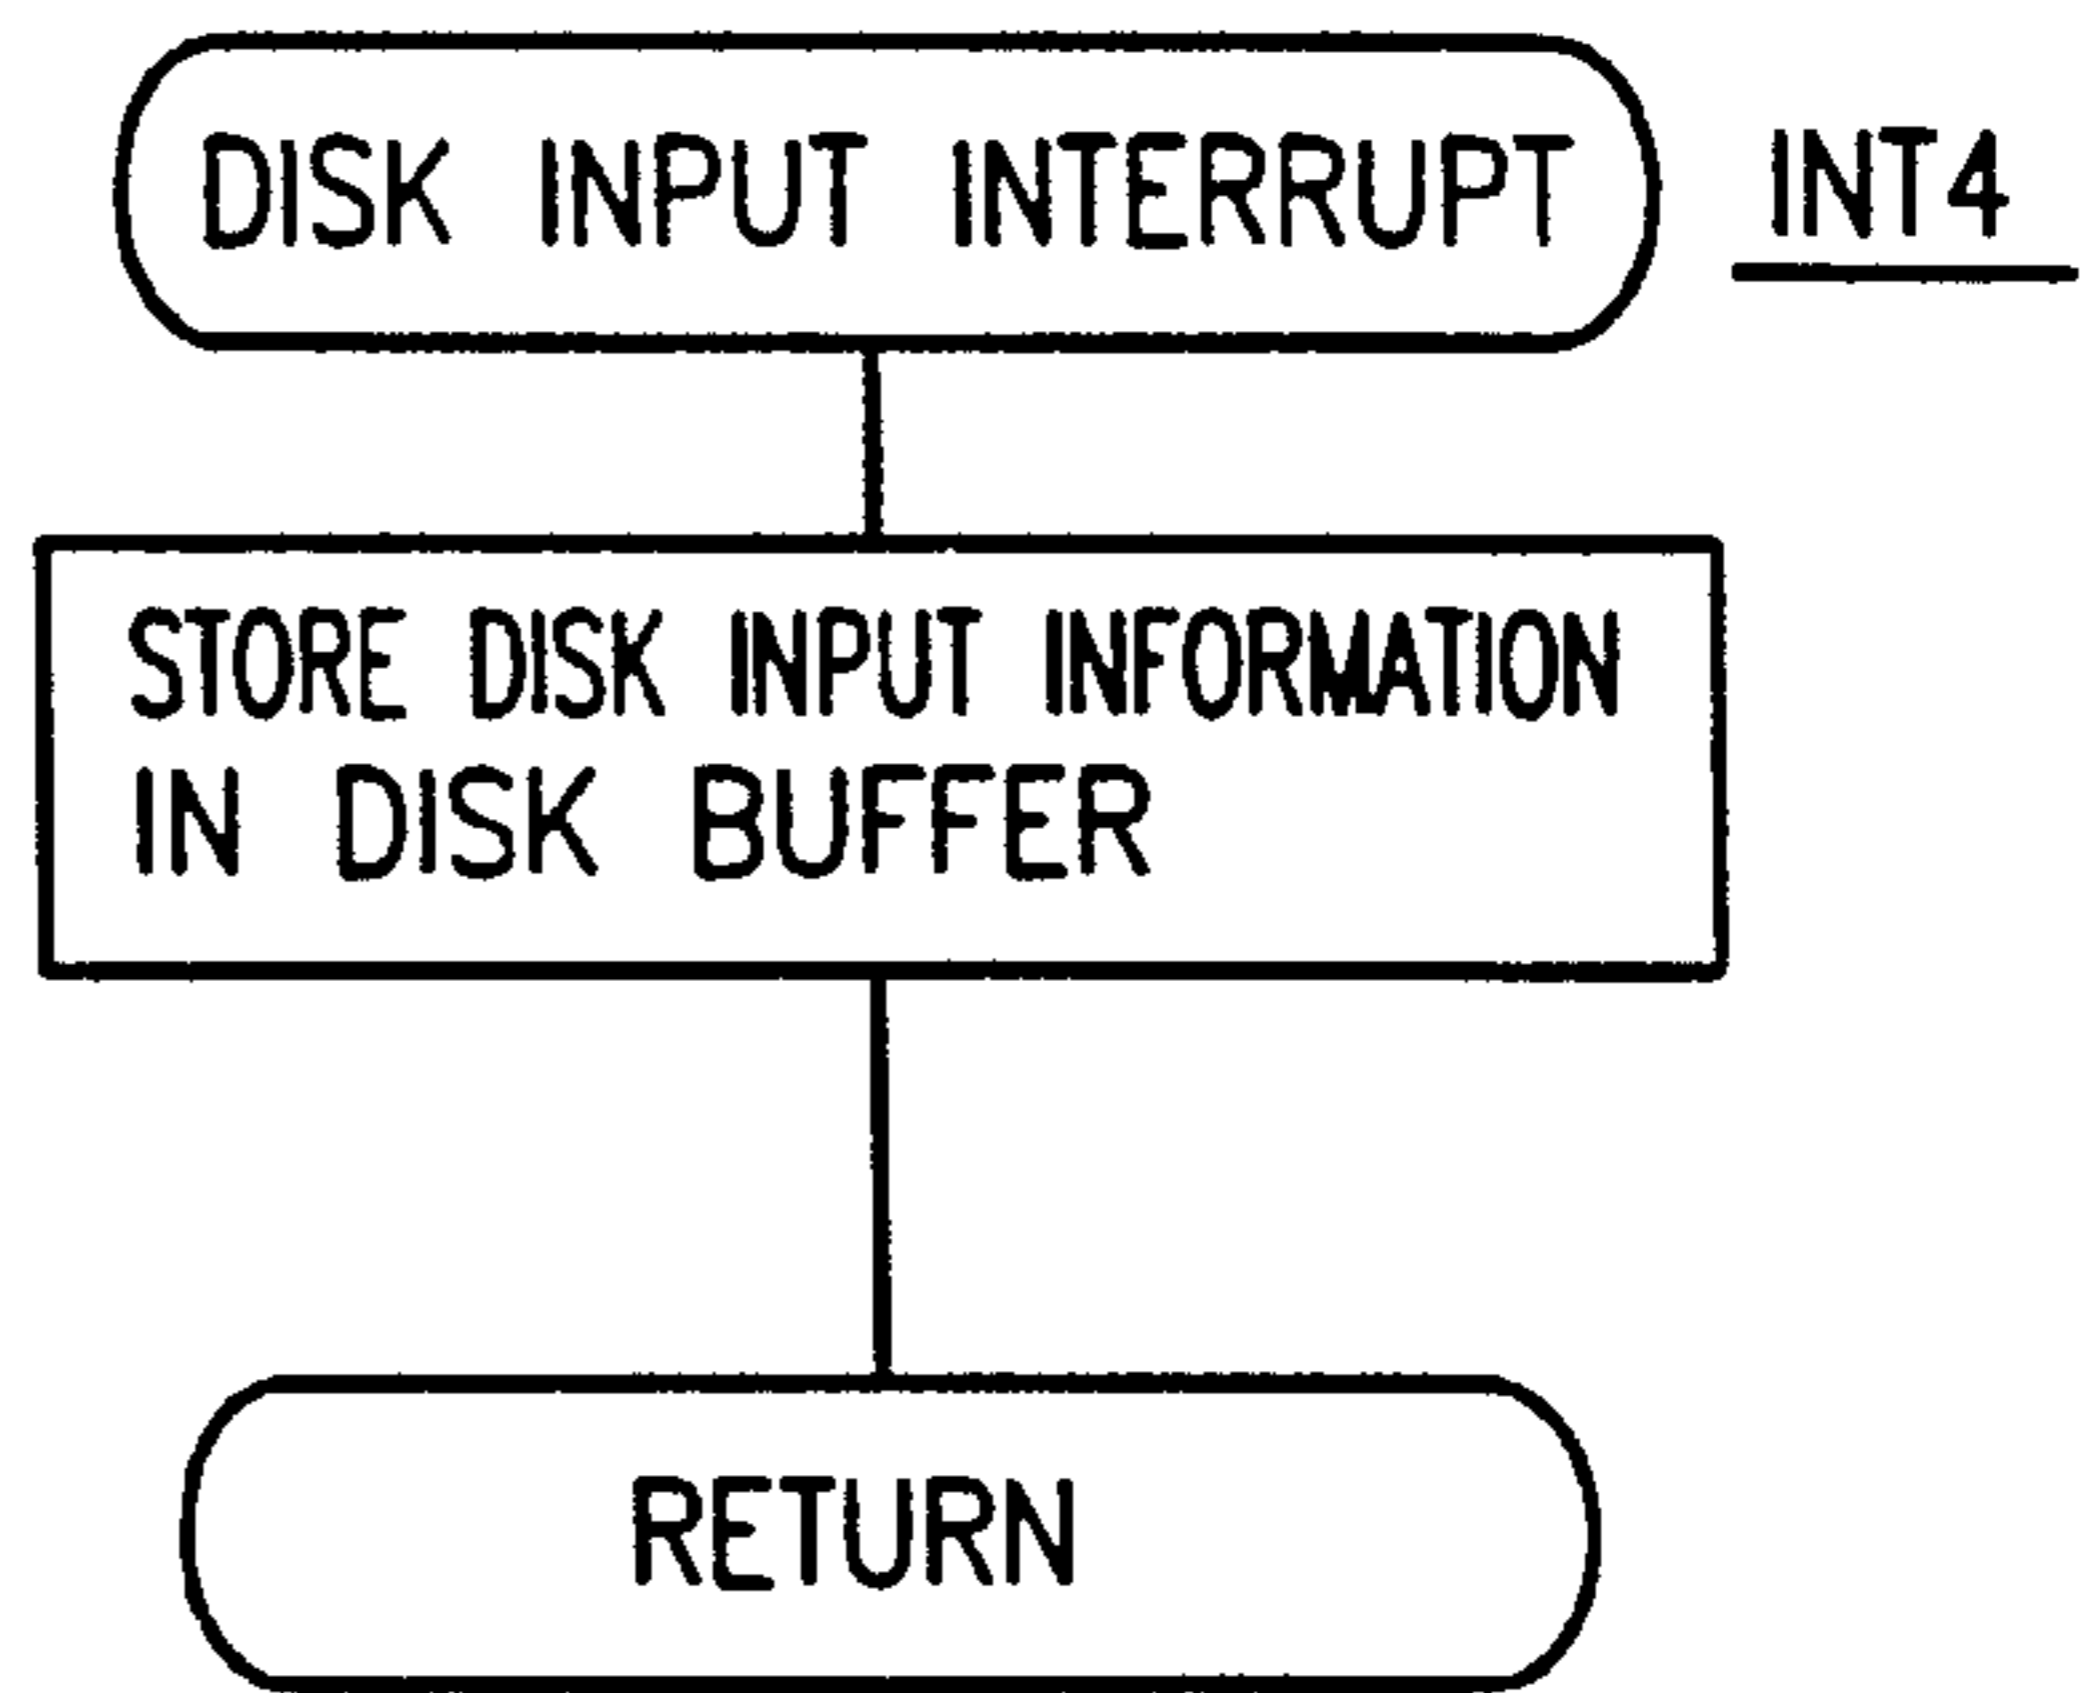 DISK INPUT INTERRUPT INT4
STORE DISK INPUT INFORMATION
IN DISK BUFFER
RETURN